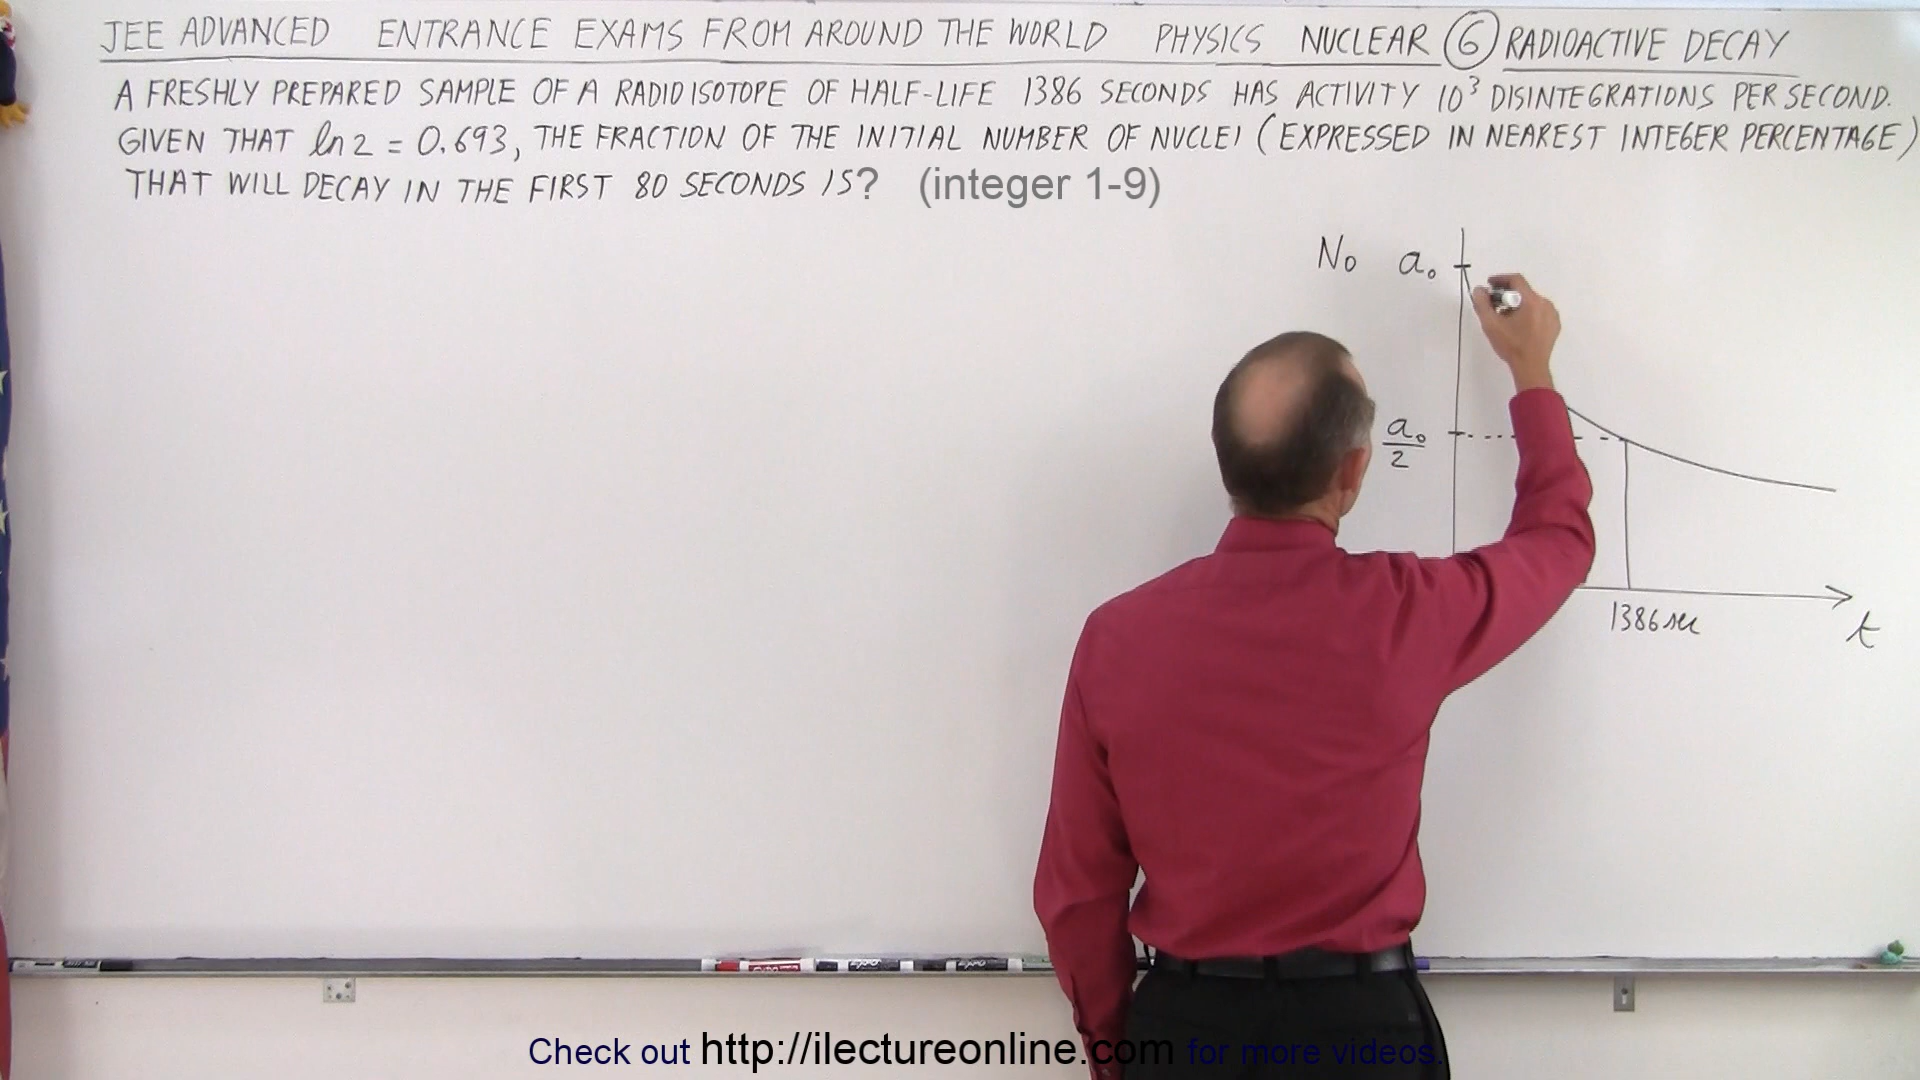 JEE ADVANCED ENTRANCE EXAMS FROM AROUND THE WORLD PHYSICS NUCLEAR ⑥ RADIOACTIVE DECAY
A FRESHLY PREPARED SAMPLE OF A RADIOISOTOPE OF HALF-LIFE 1386 SECONDS HAS ACTIVITY 10³ DISINTEGRATIONS PER SECOND.
GIVEN THAT ln 2 = 0.693, THE FRACTION OF THE INITIAL NUMBER OF NUCLEI (EXPRESSED IN NEAREST INTEGER PERCENTAGE)
THAT WILL DECAY IN THE FIRST 80 SECONDS IS? (integer 1-9)
N₀ a₀
a₀/2
1386 sec
t
Check out http://ilectureonline.com for more videos.